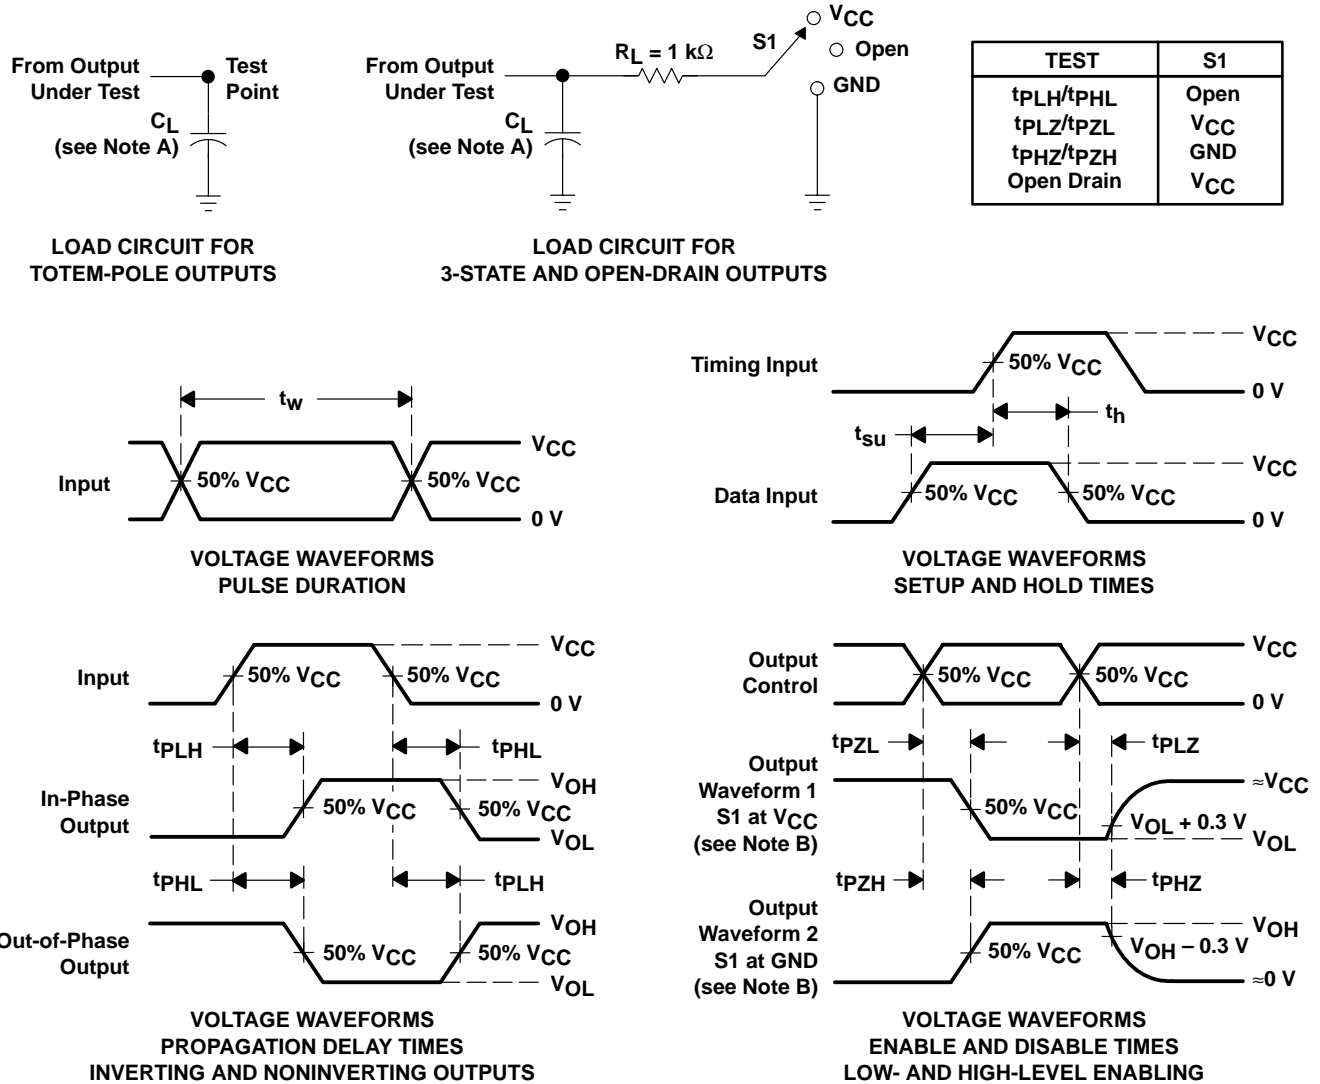 From Output
Under Test
Test
Point
CL
(see Note A)
LOAD CIRCUIT FOR
TOTEM-POLE OUTPUTS
From Output
Under Test
RL = 1 kΩ
S1
VCC
Open
GND
CL
(see Note A)
LOAD CIRCUIT FOR
3-STATE AND OPEN-DRAIN OUTPUTS
TEST S1
tPLH/tPHL Open
tPLZ/tPZL VCC
tPHZ/tPZH GND
Open Drain VCC
tw
Input
50% VCC
50% VCC
VCC
0 V
VOLTAGE WAVEFORMS
PULSE DURATION
Timing Input
50% VCC
VCC
0 V
th
tsu
Data Input
50% VCC
50% VCC
VCC
0 V
VOLTAGE WAVEFORMS
SETUP AND HOLD TIMES
Input
50% VCC
50% VCC
VCC
0 V
tPLH
tPHL
In-Phase
Output
50% VCC
50% VCC
VOH
VOL
tPHL
tPLH
Out-of-Phase
Output
50% VCC
50% VCC
VOH
VOL
VOLTAGE WAVEFORMS
PROPAGATION DELAY TIMES
INVERTING AND NONINVERTING OUTPUTS
Output
Control
50% VCC
50% VCC
VCC
0 V
tPZL
tPLZ
Output
Waveform 1
S1 at VCC
(see Note B)
50% VCC
VOL + 0.3 V
≈VCC
VOL
tPZH
tPHZ
Output
Waveform 2
S1 at GND
(see Note B)
50% VCC
VOH − 0.3 V
VOH
≈0 V
VOLTAGE WAVEFORMS
ENABLE AND DISABLE TIMES
LOW- AND HIGH-LEVEL ENABLING